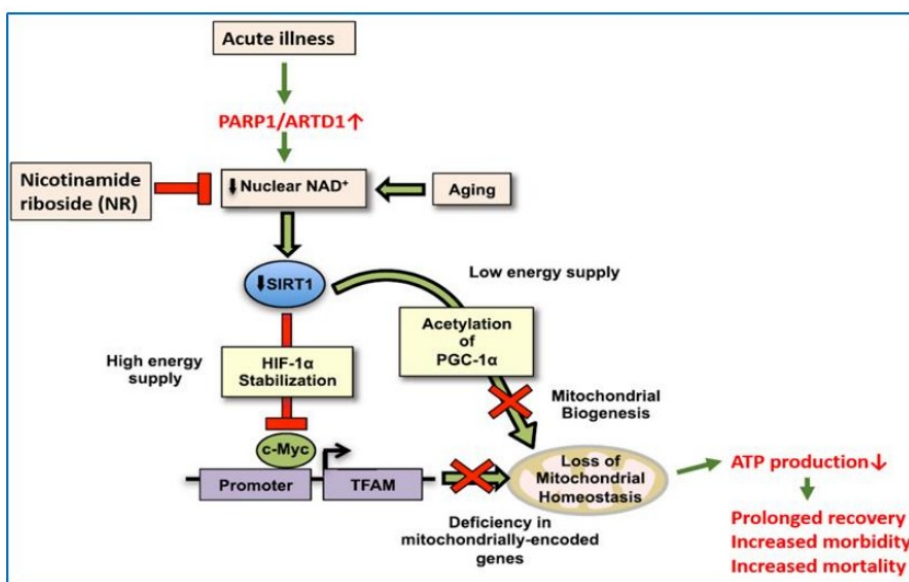 Acute illness
PARP1/ARTD1↑
Nicotinamide
riboside (NR)
⬇Nuclear NAD⁺
Aging
⬇SIRT1
Low energy supply
Acetylation
of
PGC-1α
High energy
supply
HIF-1α
Stabilization
Mitochondrial
Biogenesis
c-Myc
Promoter
TFAM
Loss of
Mitochondrial
Homeostasis
ATP production↓
Deficiency in
mitochondrially-encoded
genes
Prolonged recovery
Increased morbidity
Increased mortality